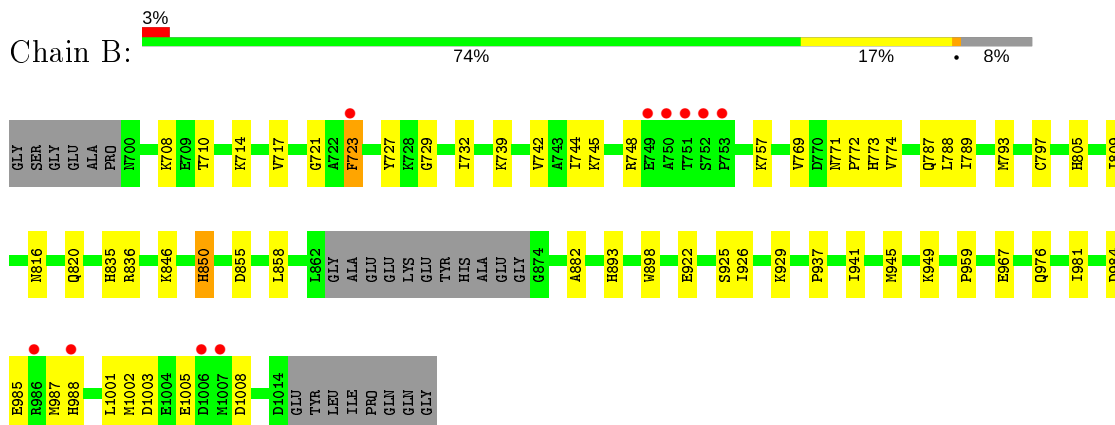 3%
Chain B:
74% 17% • 8%
GLY SER GLY GLU ALA PRO N700 K708 E709 T710 K714 V717 G721 A722 F723 Y727 K728 G729 I732 K739 V742 A743 I744 K745 R748 E749 A750 T751 S752 P753 K757 V769 D770 N771 P772 H773 V774 Q787 L788 I789 M793 C797 H805
N816 Q820 H835 R836 K846 H850 D855 L858 L862 GLY ALA GLU GLU LYS GLU TYR HIS ALA GLU GLY G874 A882 H893 W898 E922 S925 I926 K929 P937 I941 M945 K949 P959 E967 Q976 I981
E985 R986 M987 H988 L1001 M1002 D1003 E1004 E1005 D1006 M1007 D1008 D1014 GLU TYR LEU ILE PRO GLN GLN GLY